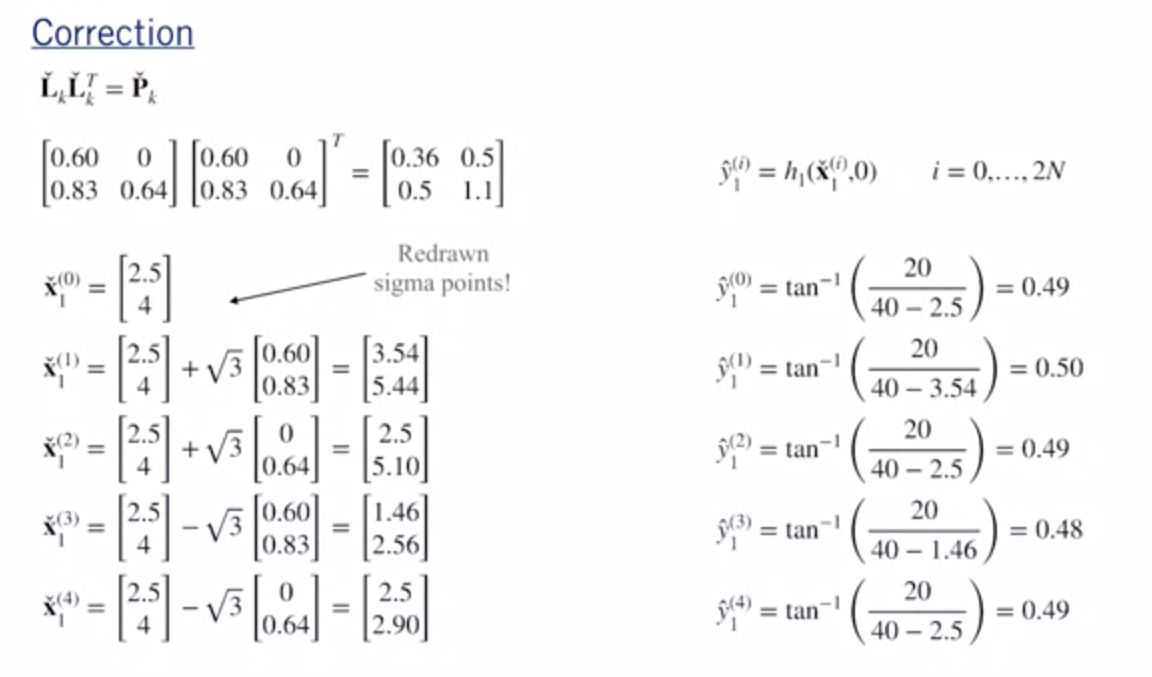 Correction
Ľ_k Ľ_k^T = P̌_k
[0.60 0; 0.83 0.64] [0.60 0; 0.83 0.64]^T = [0.36 0.5; 0.5 1.1]
ŷ_1^(i) = h_1(x̌_1^(i),0) i = 0,…, 2N
Redrawn
sigma points!
x̌_1^(0) = [2.5; 4]
x̌_1^(1) = [2.5; 4] + √3 [0.60; 0.83] = [3.54; 5.44]
x̌_1^(2) = [2.5; 4] + √3 [0; 0.64] = [2.5; 5.10]
x̌_1^(3) = [2.5; 4] − √3 [0.60; 0.83] = [1.46; 2.56]
x̌_1^(4) = [2.5; 4] − √3 [0; 0.64] = [2.5; 2.90]
ŷ_1^(0) = tan⁻¹ (20 / (40 − 2.5)) = 0.49
ŷ_1^(1) = tan⁻¹ (20 / (40 − 3.54)) = 0.50
ŷ_1^(2) = tan⁻¹ (20 / (40 − 2.5)) = 0.49
ŷ_1^(3) = tan⁻¹ (20 / (40 − 1.46)) = 0.48
ŷ_1^(4) = tan⁻¹ (20 / (40 − 2.5)) = 0.49